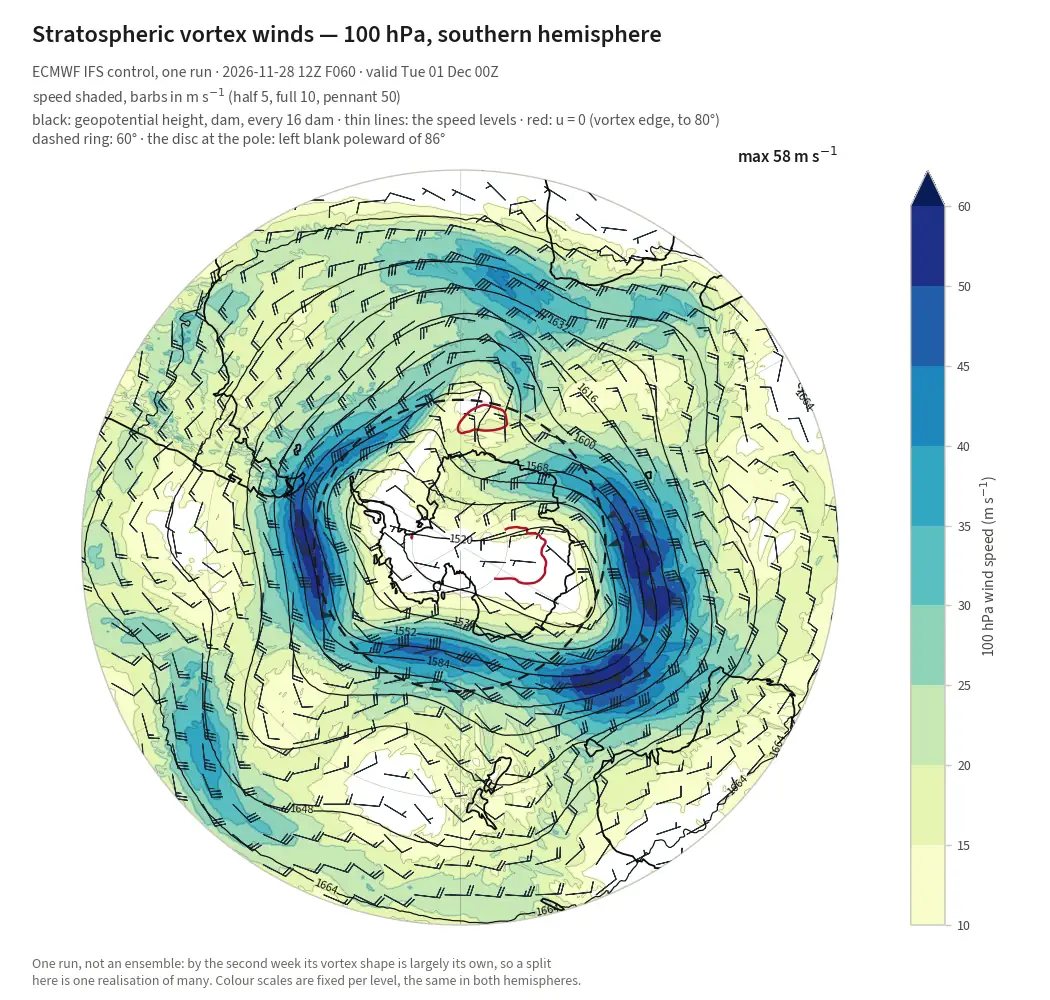 Stratospheric vortex winds — 100 hPa, southern hemisphere
ECMWF IFS control, one run · 2026-11-28 12Z F060 · valid Tue 01 Dec 00Z
speed shaded, barbs in m s⁻¹ (half 5, full 10, pennant 50)
black: geopotential height, dam, every 16 dam · thin lines: the speed levels · red: u = 0 (vortex edge, to 80°)
dashed ring: 60° · the disc at the pole: left blank poleward of 86°
max 58 m s⁻¹
60
50
45
40
35
30
25
20
15
10
100 hPa wind speed (m s⁻¹)
1616
1664
1600
1568
1520
1552
1584
1664
1664
1648
1664
One run, not an ensemble: by the second week its vortex shape is largely its own, so a split
here is one realisation of many. Colour scales are fixed per level, the same in both hemispheres.